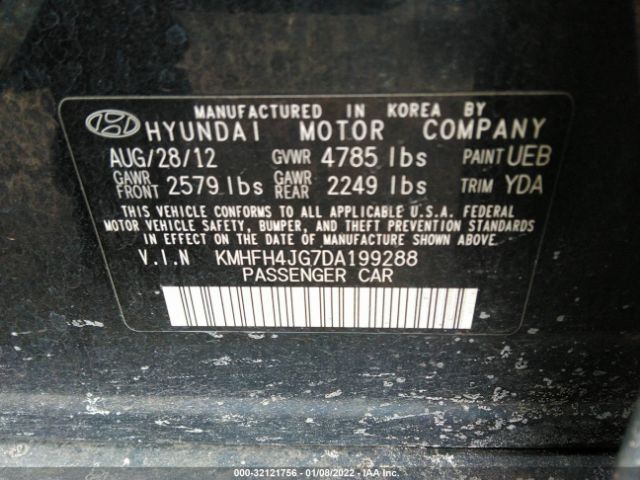 MANUFACTURED IN KOREA BY
HYUNDAI MOTOR COMPANY
AUG/28/12 GVWR 4785 lbs PAINT UEB
GAWR FRONT 2579 lbs GAWR REAR 2249 lbs TRIM YDA
THIS VEHICLE CONFORMS TO ALL APPLICABLE U.S.A. FEDERAL
MOTOR VEHICLE SAFETY, BUMPER, AND THEFT PREVENTION STANDARDS
IN EFFECT ON THE DATE OF MANUFACTURE SHOWN ABOVE.
V.I.N KMHFH4JG7DA199288
PASSENGER CAR
000-32121756 - 01/08/2022 - IAAI.COM